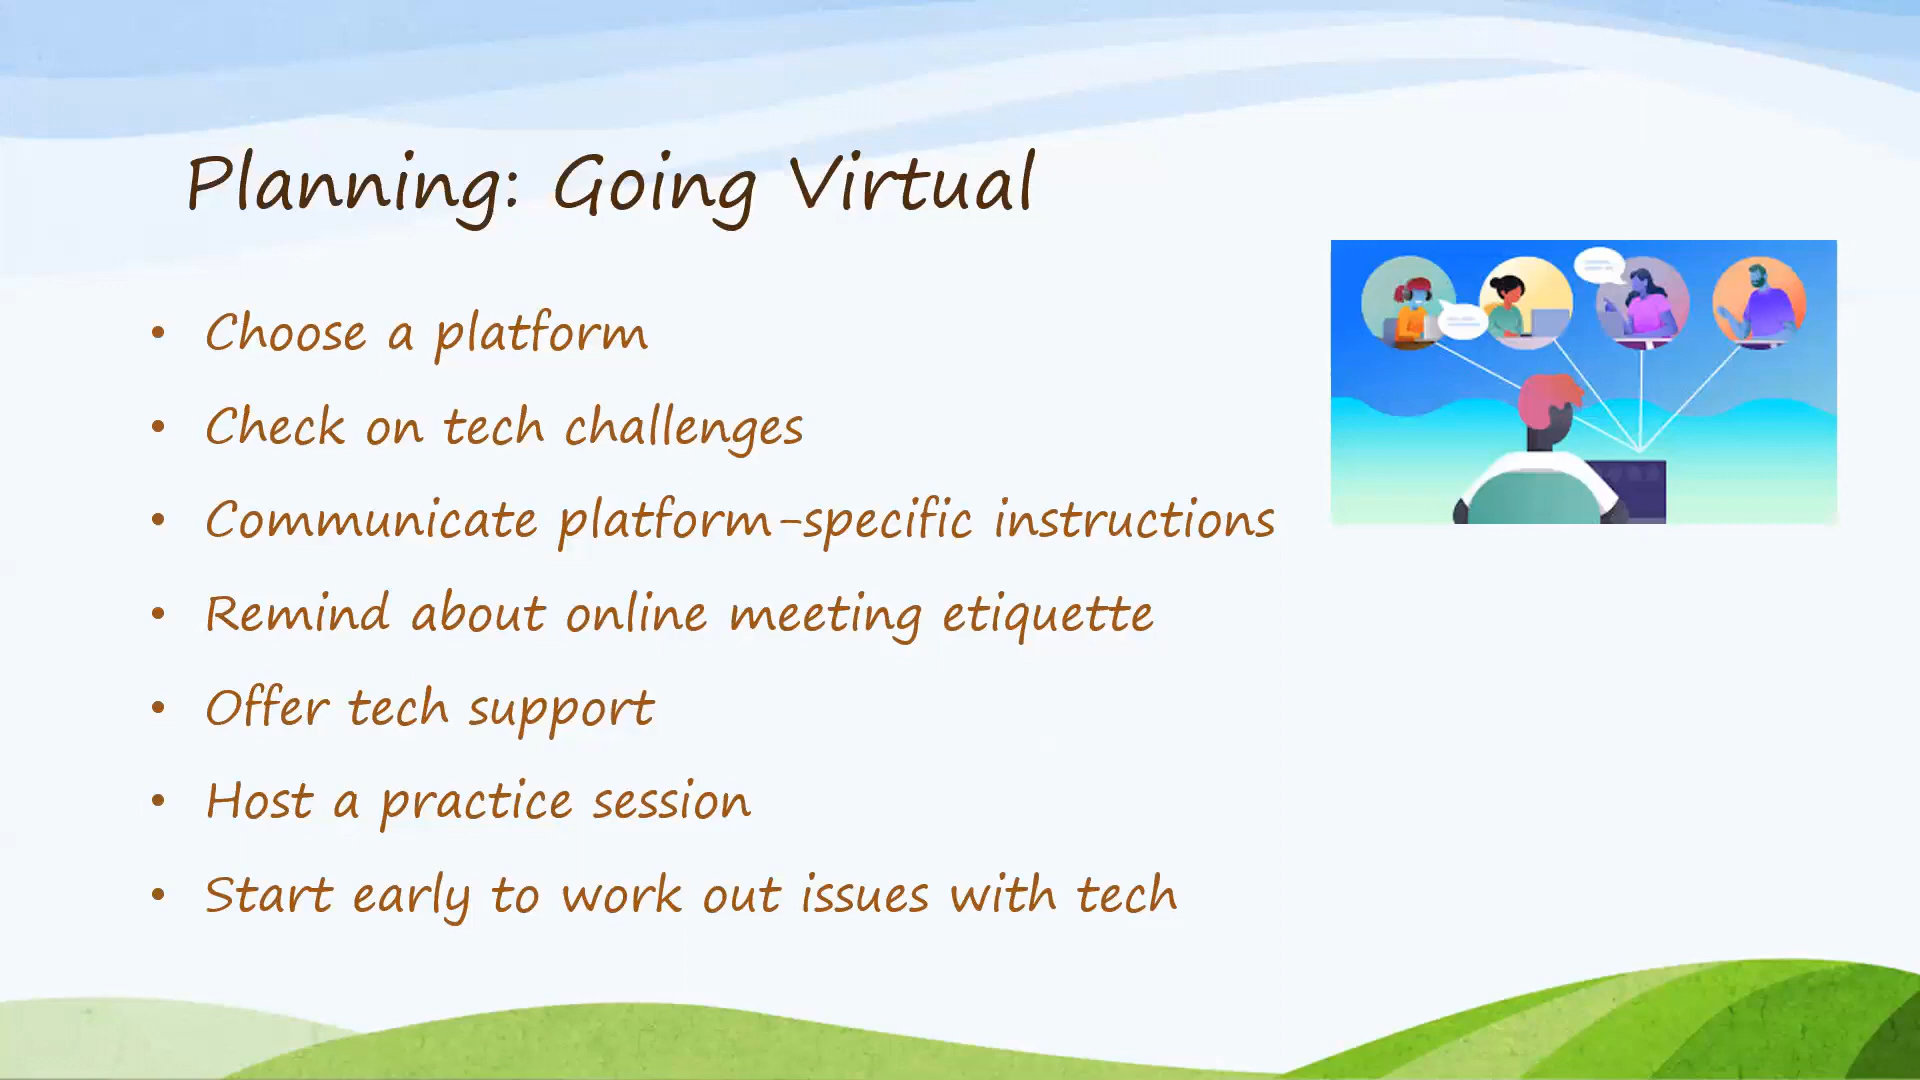 Planning: Going Virtual
• Choose a platform
• Check on tech challenges
• Communicate platform-specific instructions
• Remind about online meeting etiquette
• Offer tech support
• Host a practice session
• Start early to work out issues with tech